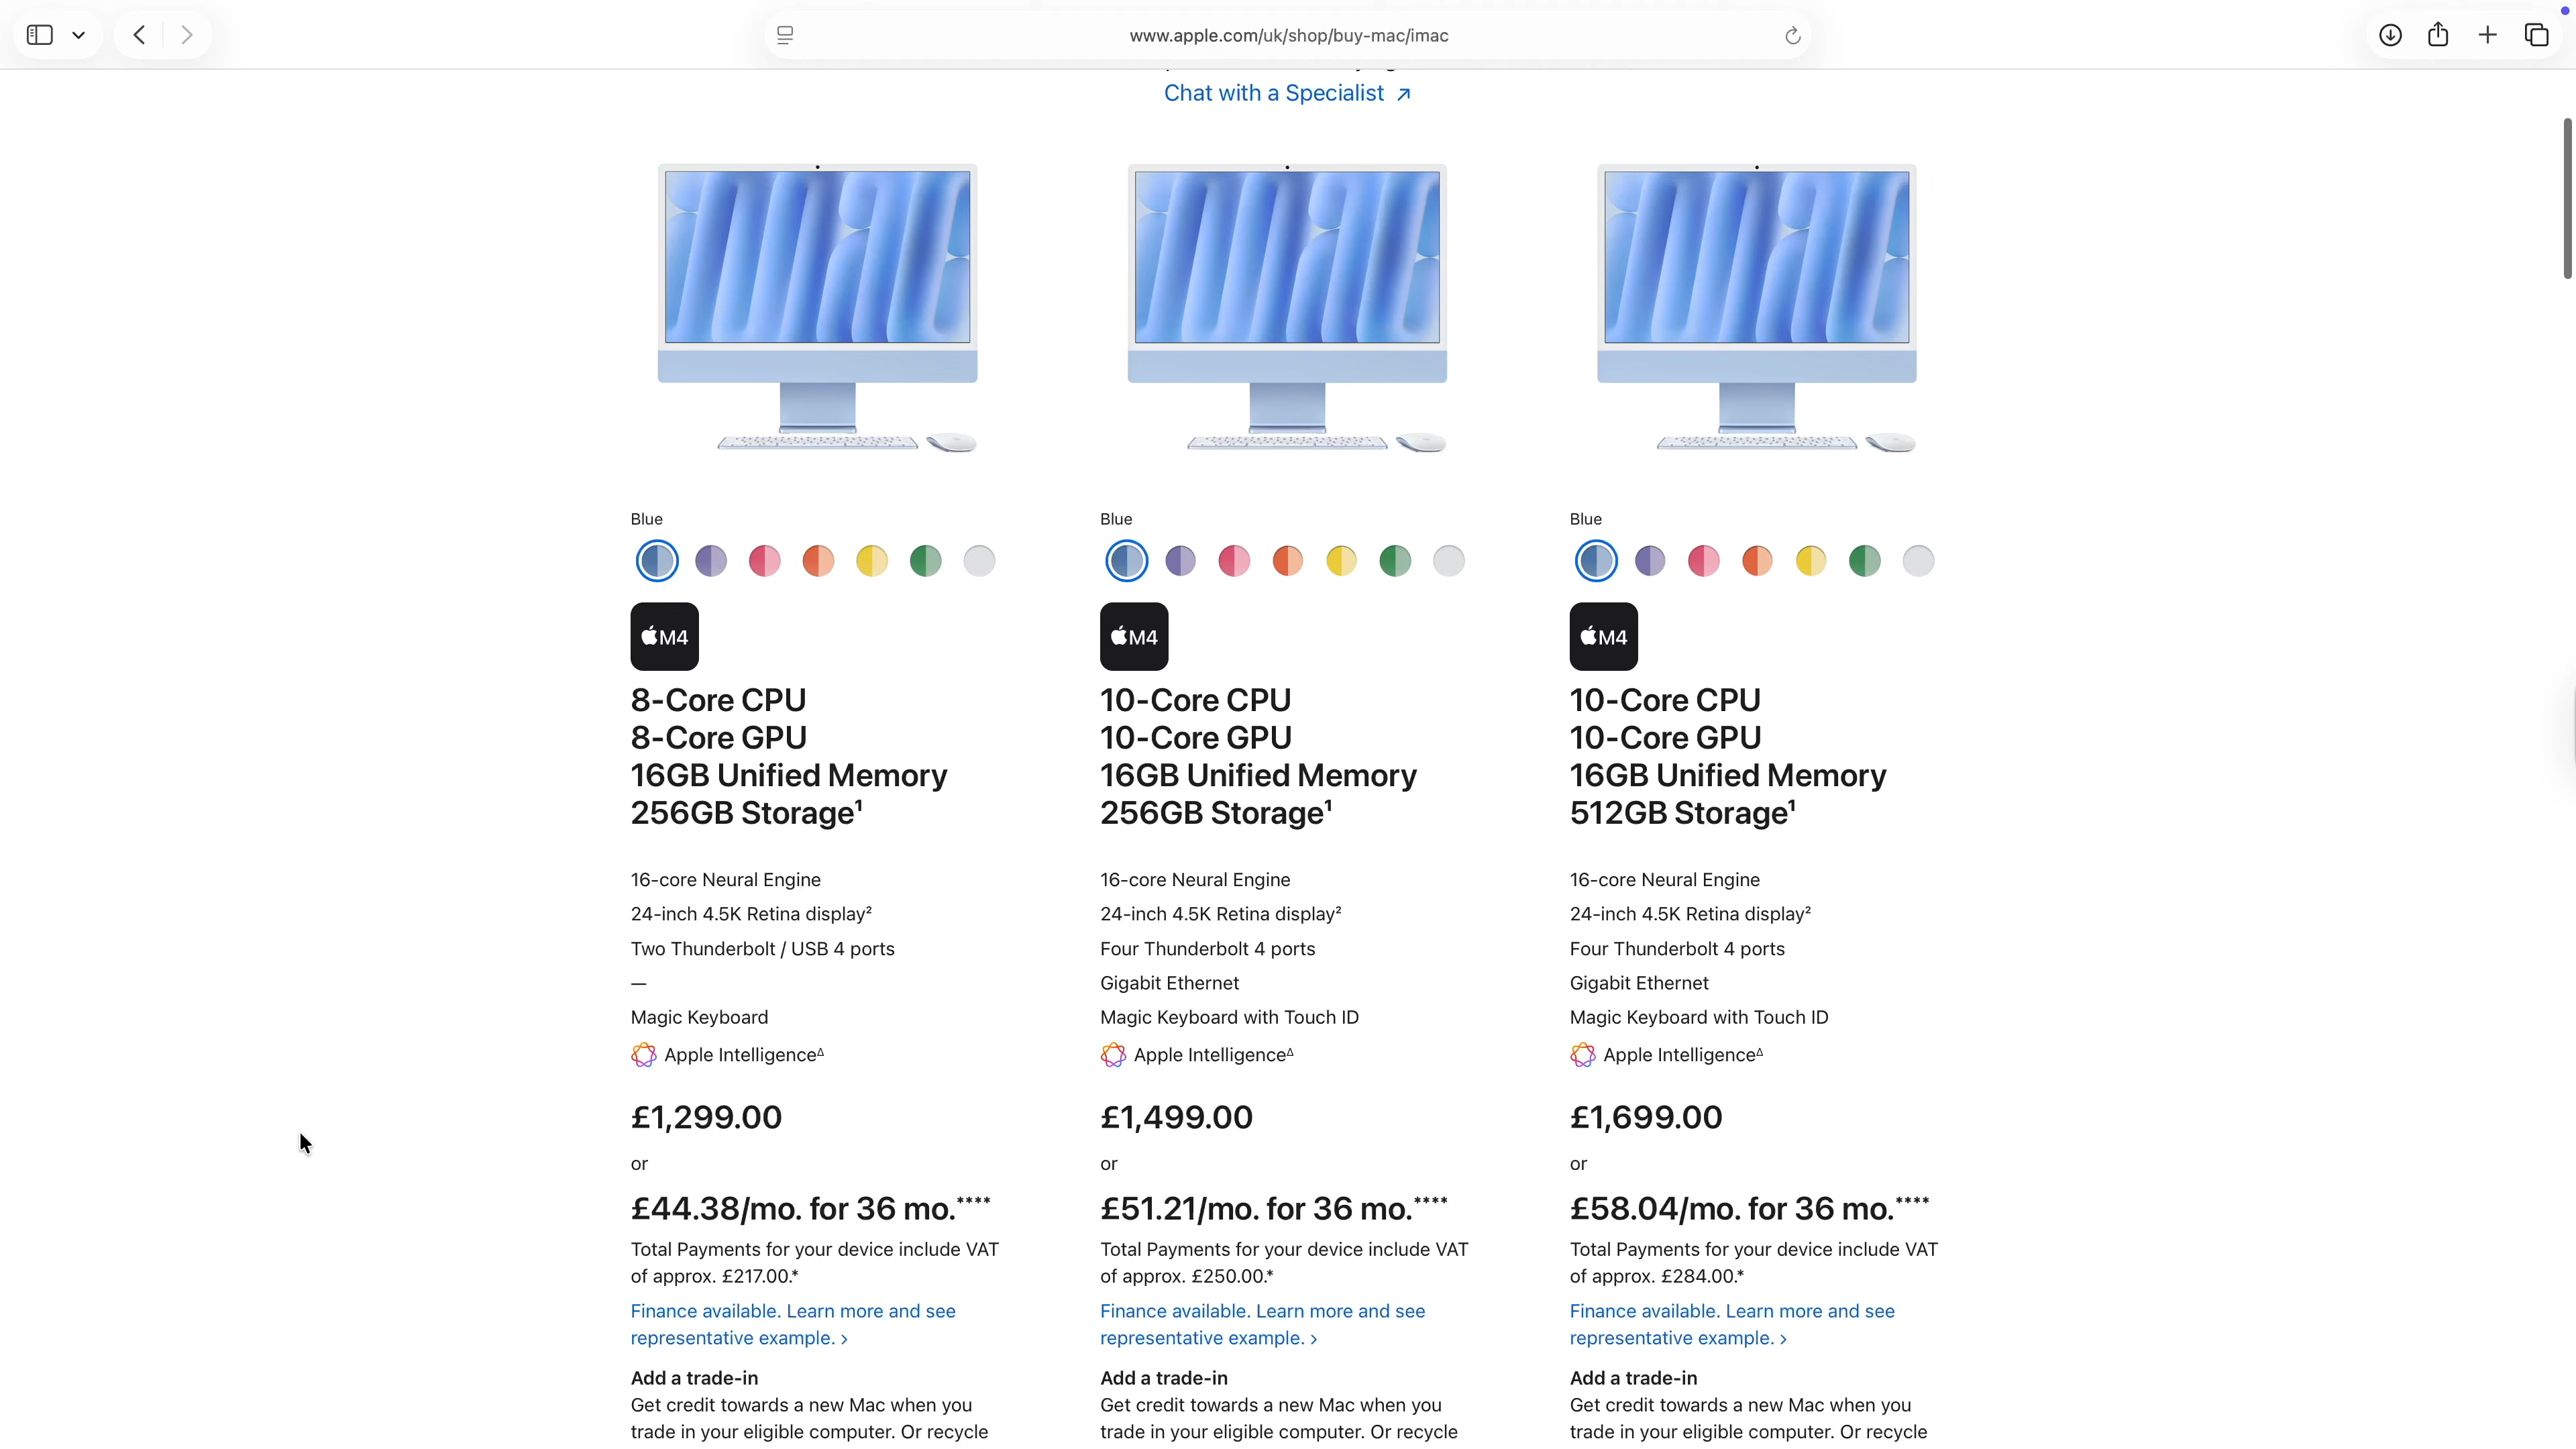 www.apple.com/uk/shop/buy-mac/imac
Chat with a Specialist ↗
Blue
M4
8-Core CPU
8-Core GPU
16GB Unified Memory
256GB Storage¹
16-core Neural Engine
24-inch 4.5K Retina display²
Two Thunderbolt / USB 4 ports
—
Magic Keyboard
Apple Intelligence∆
£1,299.00
or
£44.38/mo. for 36 mo.****
Total Payments for your device include VAT
of approx. £217.00.*
Finance available. Learn more and see
representative example. >
Add a trade-in
Get credit towards a new Mac when you
trade in your eligible computer. Or recycle
Blue
M4
10-Core CPU
10-Core GPU
16GB Unified Memory
256GB Storage¹
16-core Neural Engine
24-inch 4.5K Retina display²
Four Thunderbolt 4 ports
Gigabit Ethernet
Magic Keyboard with Touch ID
Apple Intelligence∆
£1,499.00
or
£51.21/mo. for 36 mo.****
Total Payments for your device include VAT
of approx. £250.00.*
Finance available. Learn more and see
representative example. >
Add a trade-in
Get credit towards a new Mac when you
trade in your eligible computer. Or recycle
Blue
M4
10-Core CPU
10-Core GPU
16GB Unified Memory
512GB Storage¹
16-core Neural Engine
24-inch 4.5K Retina display²
Four Thunderbolt 4 ports
Gigabit Ethernet
Magic Keyboard with Touch ID
Apple Intelligence∆
£1,699.00
or
£58.04/mo. for 36 mo.****
Total Payments for your device include VAT
of approx. £284.00.*
Finance available. Learn more and see
representative example. >
Add a trade-in
Get credit towards a new Mac when you
trade in your eligible computer. Or recycle